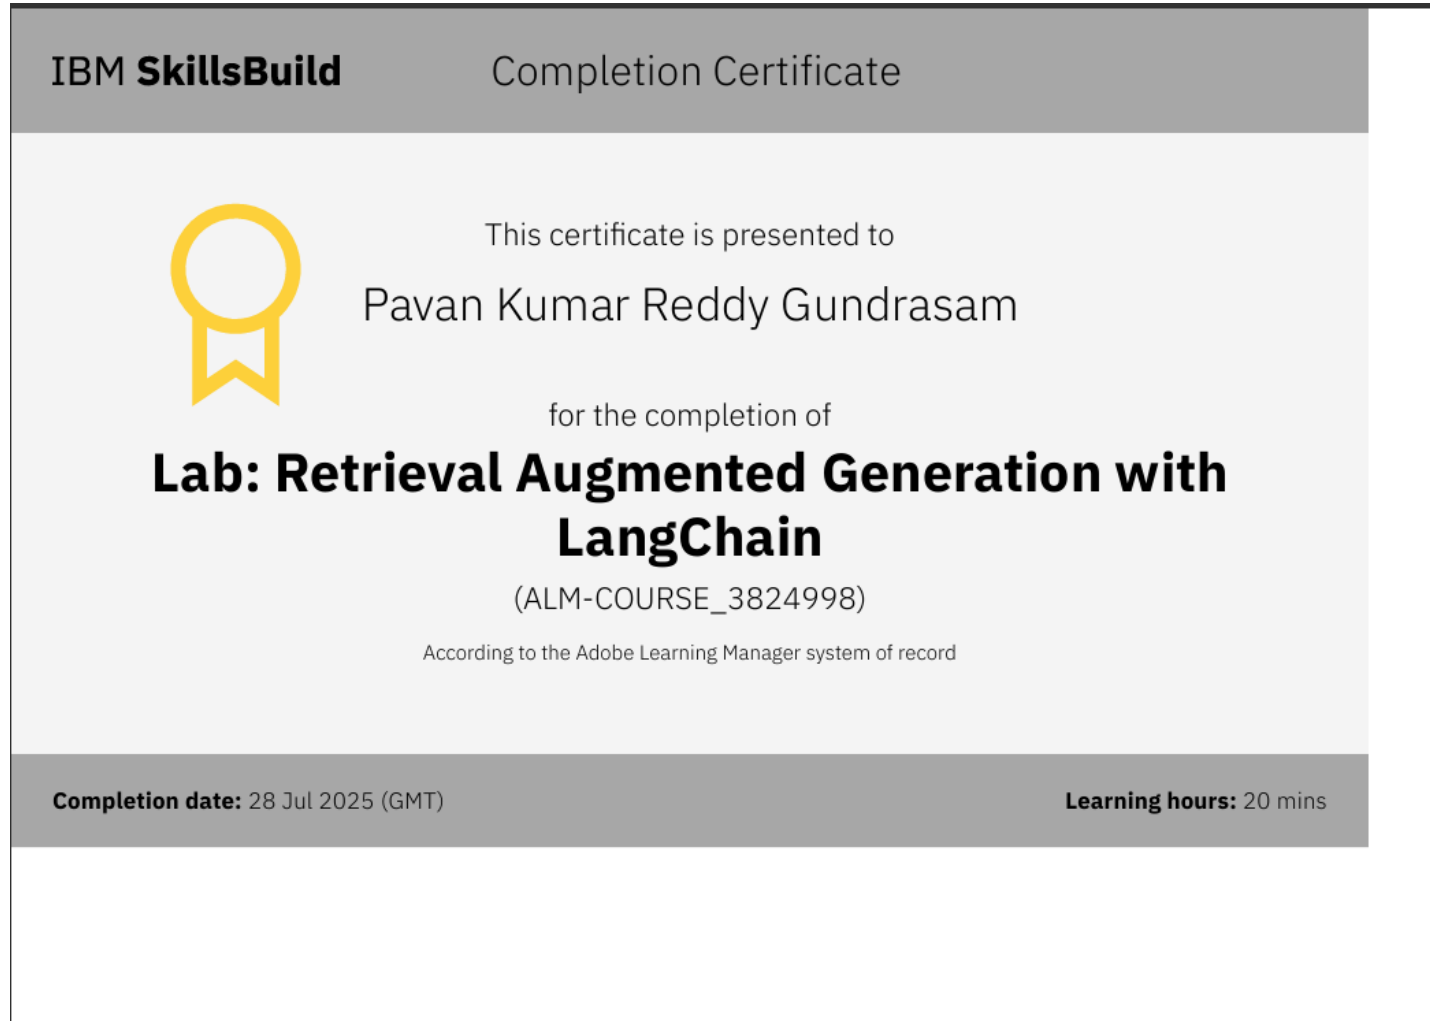 IBM SkillsBuild
Completion Certificate
This certificate is presented to
Pavan Kumar Reddy Gundrasam
for the completion of
Lab: Retrieval Augmented Generation with
LangChain
(ALM-COURSE_3824998)
According to the Adobe Learning Manager system of record
Completion date: 28 Jul 2025 (GMT)
Learning hours: 20 mins